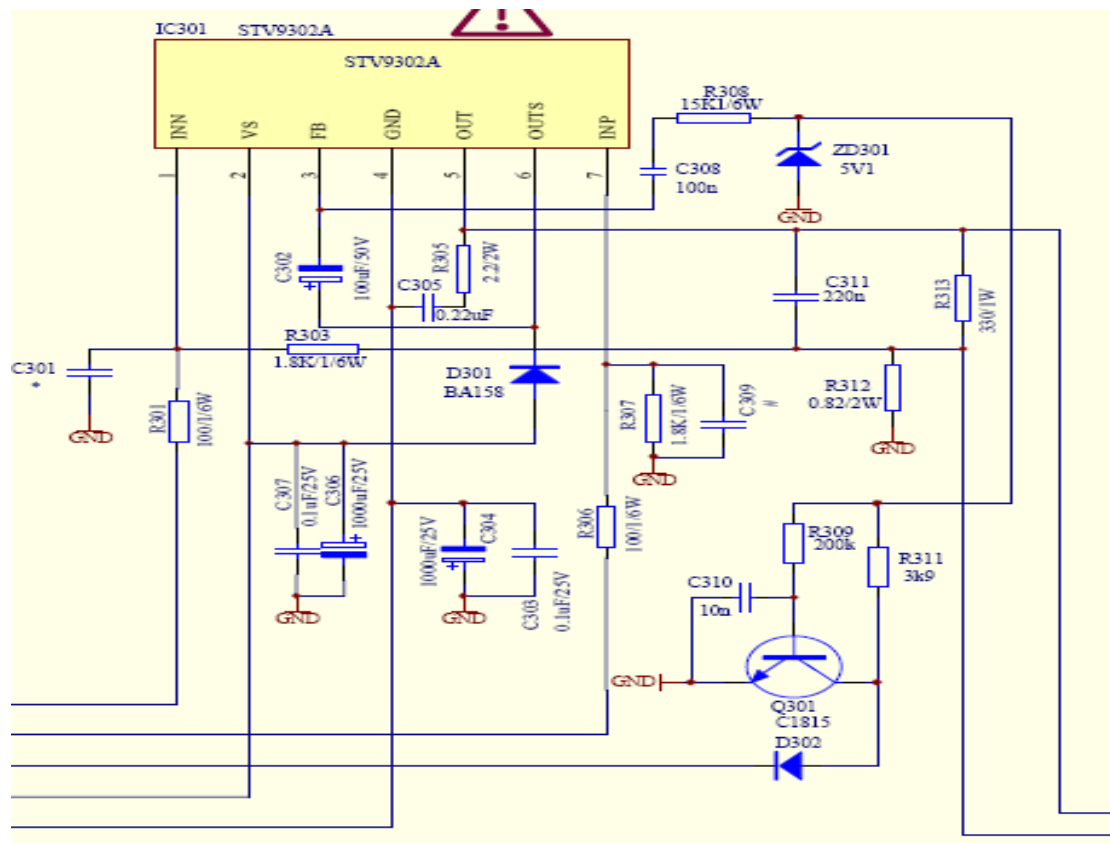 IC301 STV9302A
STV9302A
INN
VS
FB
GND
OUT
OUTS
INP
1
2
3
4
5
6
7
R308
15K1/6W
C308
100n
ZD301
5V1
GND
C302
100uF/50V
R305
2.2/2W
C305
0.22uF
C311
220n
R313
330/1W
R303
1.8K/1/6W
C301
*
GND
R301
100/1/6W
D301
BA158
R307
1.8K/1/6W
C309
#
GND
R312
0.82/2W
GND
C307
0.1uF/25V
C306
1000uF/25V
GND
1000uF/25V
C304
GND
C303
0.1uF/25V
R306
100/1/6W
R309
200k
R311
3k9
C310
10n
GND
Q301
C1815
D302